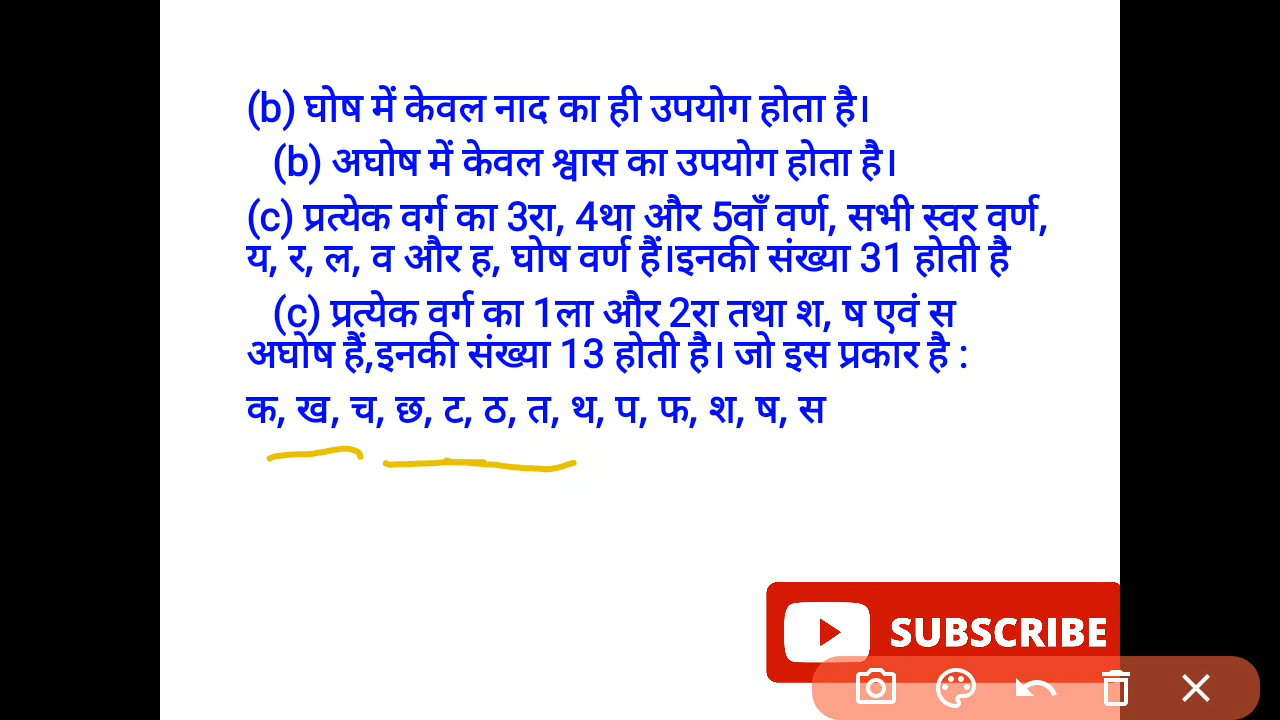 (b) घोष में केवल नाद का ही उपयोग होता है।
(b) अघोष में केवल श्वास का उपयोग होता है।
(c) प्रत्येक वर्ग का 3रा, 4था और 5वाँ वर्ण, सभी स्वर वर्ण,
य, र, ल, व और ह, घोष वर्ण हैं।इनकी संख्या 31 होती है
(c) प्रत्येक वर्ग का 1ला और 2रा तथा श, ष एवं स
अघोष हैं,इनकी संख्या 13 होती है। जो इस प्रकार है :
क, ख, च, छ, ट, ठ, त, थ, प, फ, श, ष, स
SUBSCRIBE